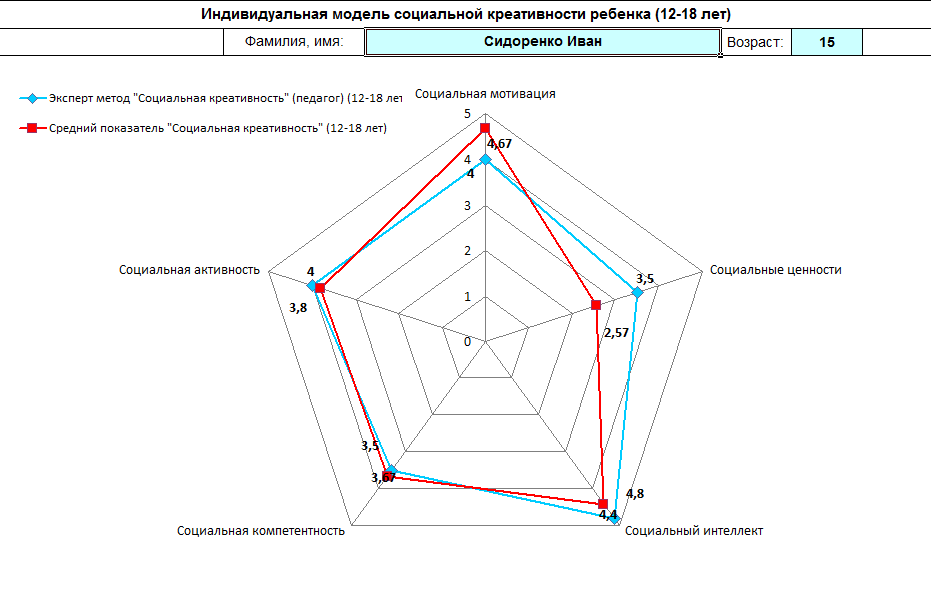 Индивидуальная модель социальной креативности ребенка (12-18 лет)
Фамилия, имя: Сидоренко Иван Возраст: 15
Эксперт метод "Социальная креативность" (педагог) (12-18 лет
Средний показатель "Социальная креативность" (12-18 лет)
Социальная мотивация
5
4,67
4
4
3
2
1
0
Социальная активность
4
3,8
Социальные ценности
3,5
2,57
3,5
3,67
4,8
4,4
Социальная компетентность
Социальный интеллект